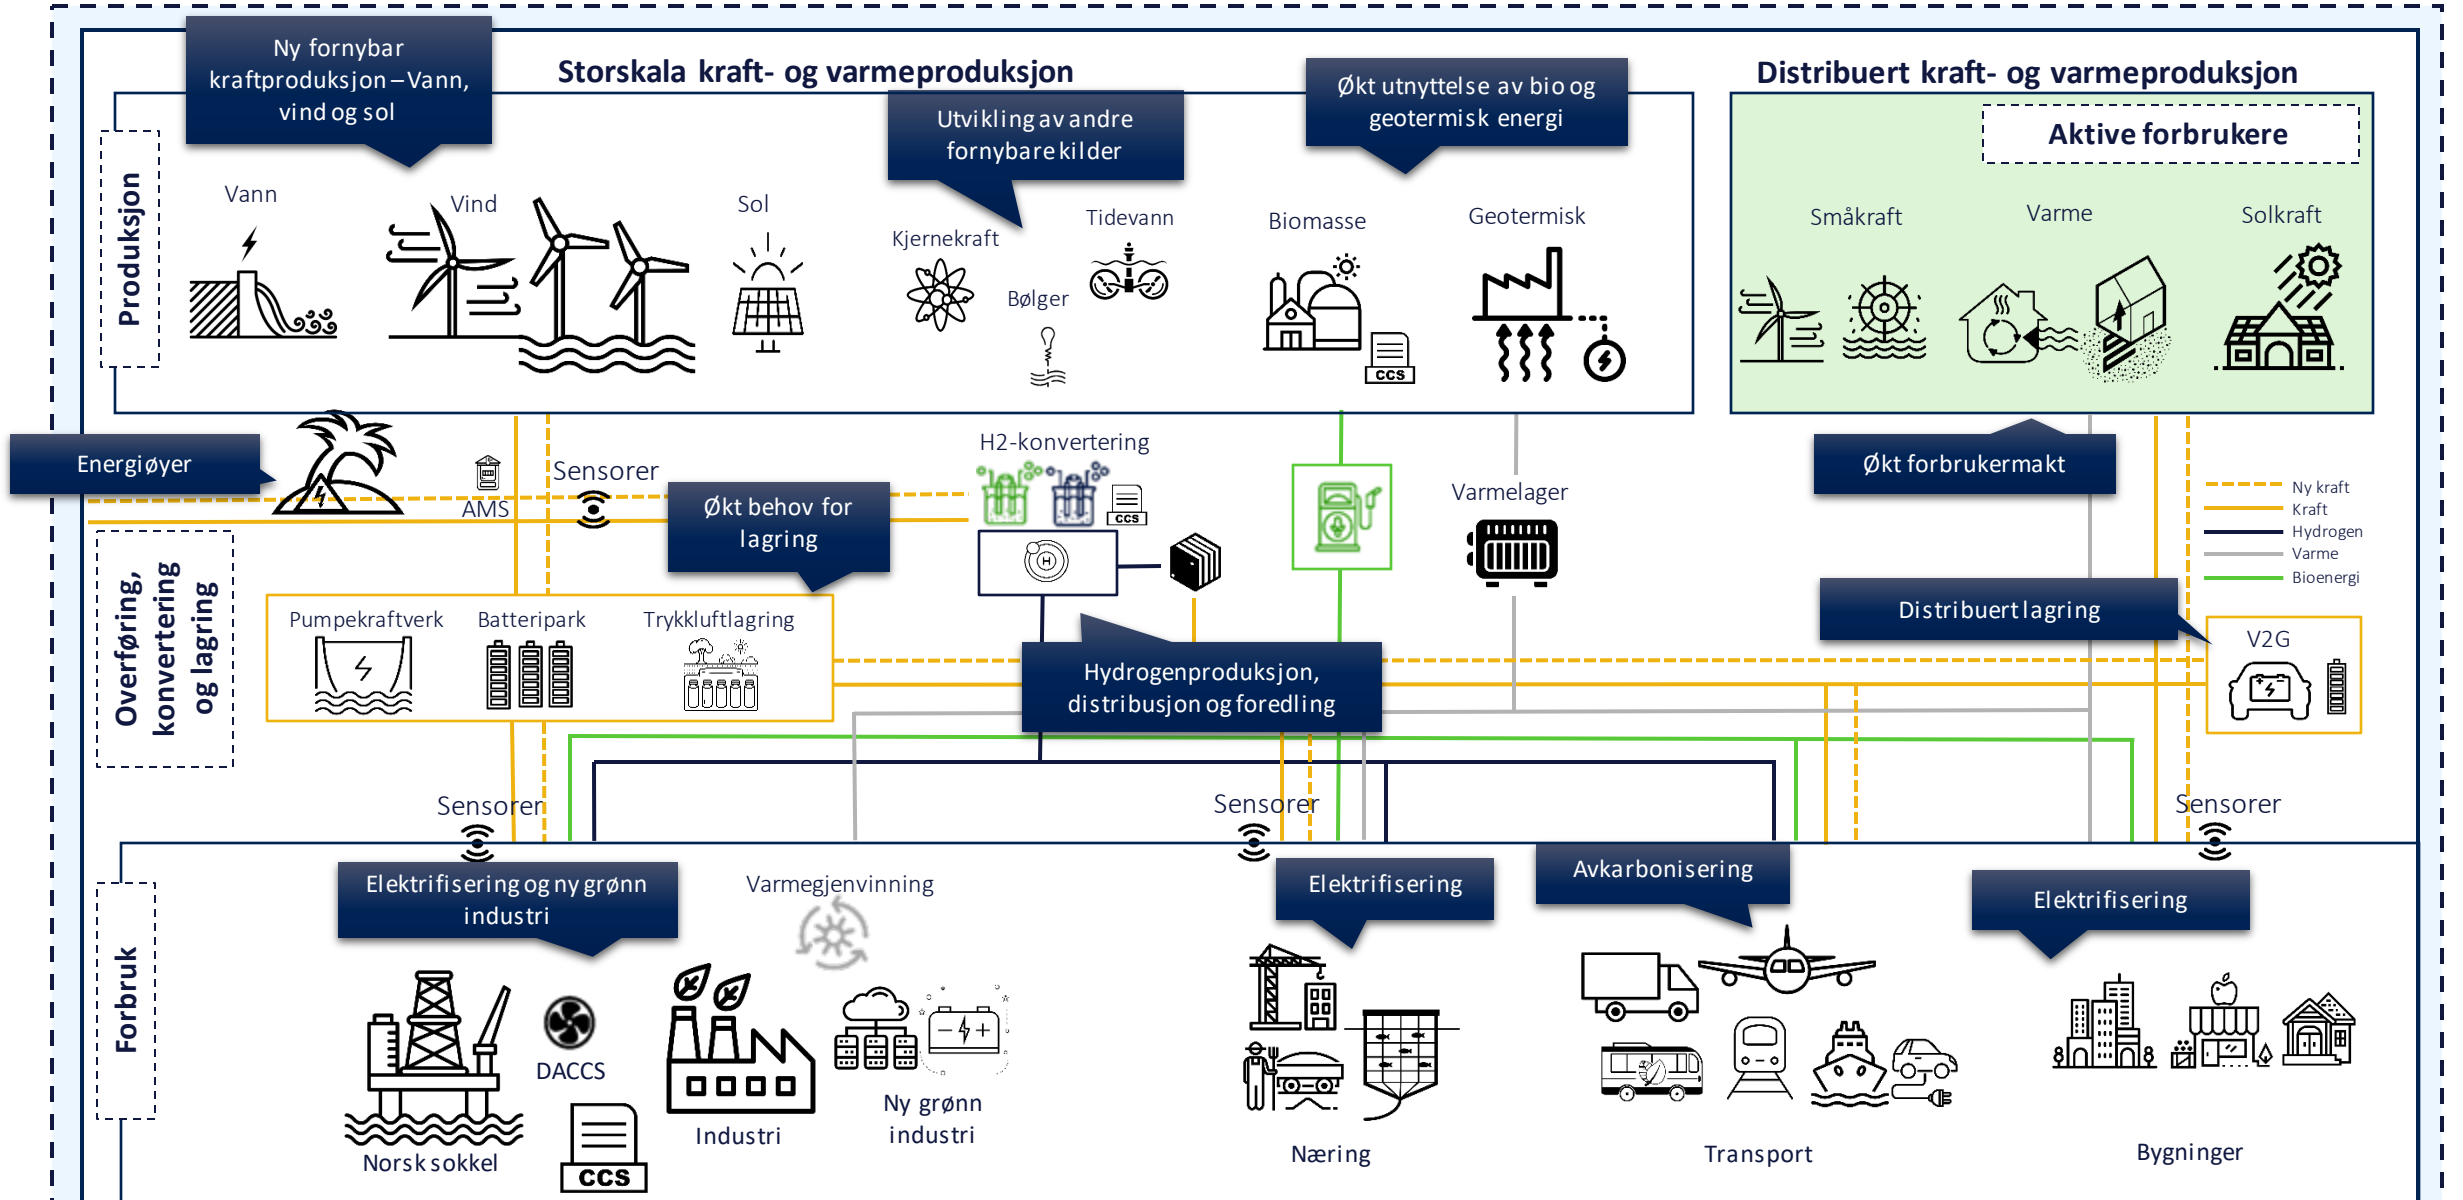 Ny fornybar
kraftproduksjon – Vann,
vind og sol
Storskala kraft- og varmeproduksjon
Utvikling av andre
fornybare kilder
Økt utnyttelse av bio og
geotermisk energi
Distribuert kraft- og varmeproduksjon
Aktive forbrukere
Produksjon
Vann
Vind
Sol
Kjernekraft
Bølger
Tidevann
Biomasse
CCS
Geotermisk
Småkraft
Varme
Solkraft
Energiøyer
AMS
Sensorer
Økt behov for
lagring
H2-konvertering
CCS
H
Varmelager
Økt forbrukermakt
Ny kraft
Kraft
Hydrogen
Varme
Bioenergi
Overføring,
konvertering
og lagring
Pumpekraftverk
Batteripark
Trykkluftlagring
Hydrogenproduksjon,
distribusjon og foredling
Distribuert lagring
V2G
Sensorer
Sensorer
Sensorer
Forbruk
Elektrifisering og ny grønn
industri
Varmegjenvinning
Elektrifisering
Avkarbonisering
Elektrifisering
DACCS
CCS
Norsk sokkel
Industri
Ny grønn
industri
Næring
Transport
Bygninger